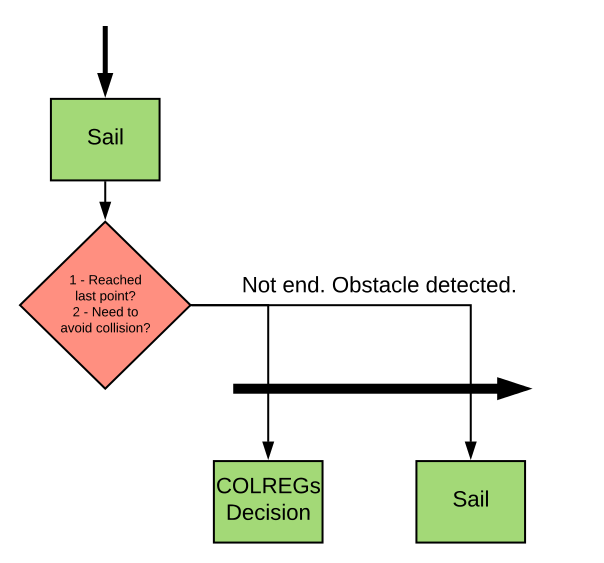 Sail
1 - Reached
last point?
2 - Need to
avoid collision?
Not end. Obstacle detected.
COLREGs
Decision
Sail